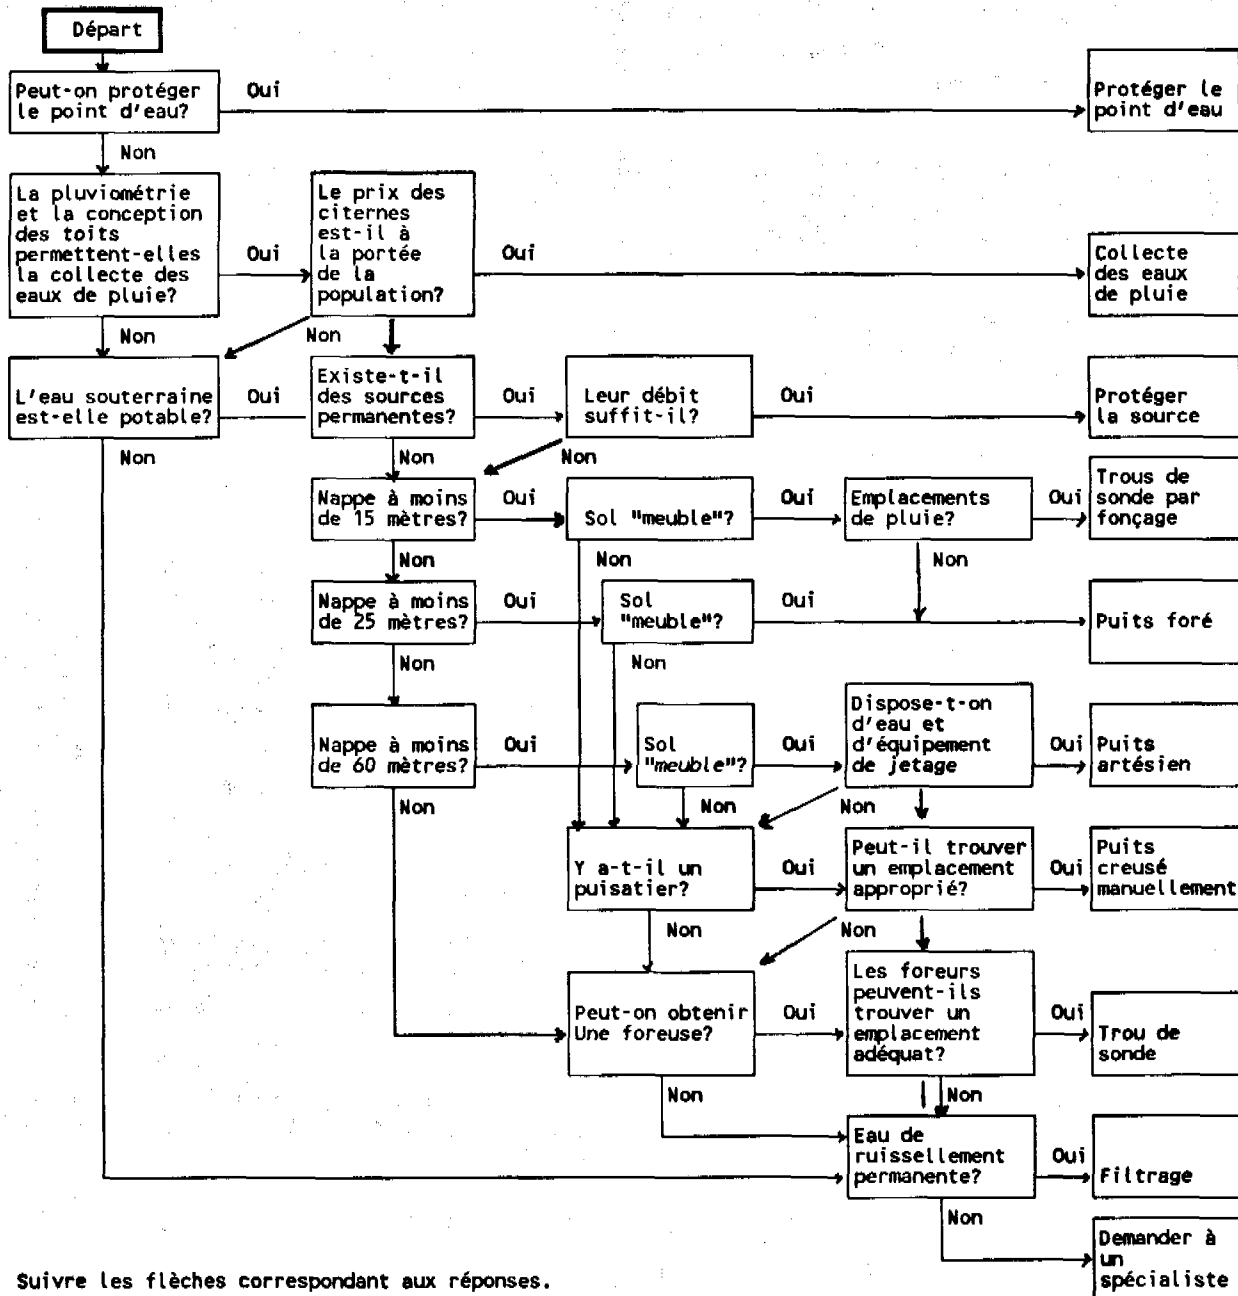 Départ
Peut-on protéger
le point d'eau?
Oui
Protéger le
point d'eau
Non
La pluviométrie
et la conception
des toits
permettent-elles
la collecte des
eaux de pluie?
Oui
Le prix des
citernes
est-il à
la portée
de la
population?
Oui
Collecte
des eaux
de pluie
Non
Non
L'eau souterraine
est-elle potable?
Oui
Existe-t-il
des sources
permanentes?
Oui
Leur débit
suffit-il?
Oui
Protéger
la source
Non
Non
Non
Nappe à moins
de 15 mètres?
Oui
Sol "meuble"?
Oui
Emplacements
de pluie?
Oui
Trous de
sonde par
fonçage
Non
Non
Non
Nappe à moins
de 25 mètres?
Oui
Sol
"meuble"?
Oui
Puits foré
Non
Non
Nappe à moins
de 60 mètres?
Oui
Sol
"meuble"?
Oui
Dispose-t-on
d'eau et
d'équipement
de jetage
Oui
Puits
artésien
Non
Non
Non
Y a-t-il un
puisatier?
Oui
Peut-il trouver
un emplacement
approprié?
Oui
Puits
creusé
manuellement
Non
Non
Peut-on obtenir
Une foreuse?
Oui
Les foreurs
peuvent-ils
trouver un
emplacement
adéquat?
Oui
Trou de
sonde
Non
Non
Eau de
ruissellement
permanente?
Oui
Filtrage
Non
Demander à
un
spécialiste
Suivre les flèches correspondant aux réponses.